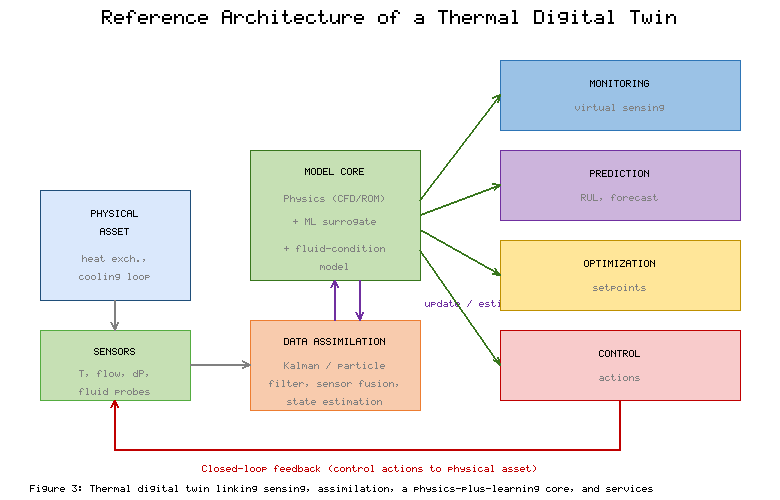 Reference Architecture of a Thermal Digital Twin
MONITORING
virtual sensing
MODEL CORE
Physics (CFD/ROM)
+ ML surrogate
+ fluid-condition
model
PREDICTION
RUL, forecast
PHYSICAL
ASSET
heat exch.,
cooling loop
OPTIMIZATION
setpoints
update / esti
SENSORS
T, flow, dP,
fluid probes
DATA ASSIMILATION
Kalman / particle
filter, sensor fusion,
state estimation
CONTROL
actions
Closed-loop feedback (control actions to physical asset)
Figure 3: Thermal digital twin linking sensing, assimilation, a physics-plus-learning core, and services